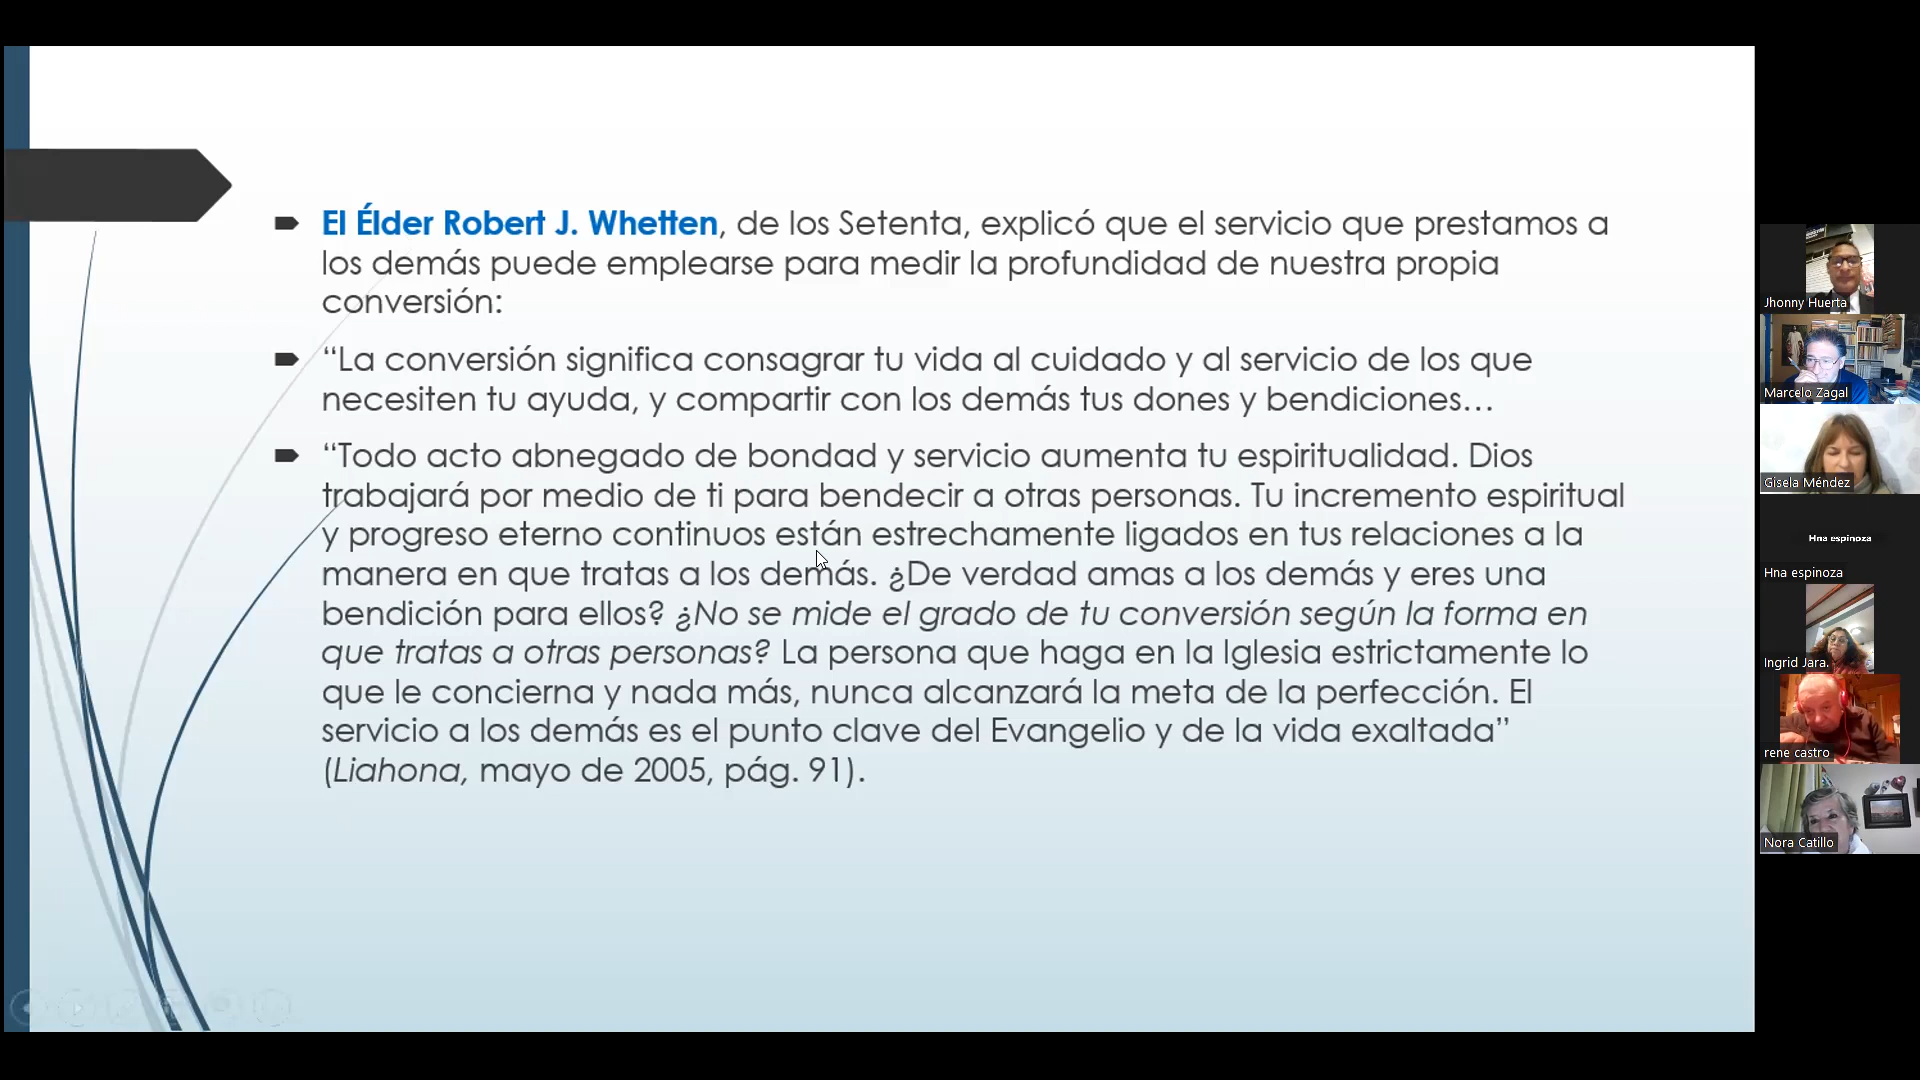 El Élder Robert J. Whetten, de los Setenta, explicó que el servicio que prestamos a
los demás puede emplearse para medir la profundidad de nuestra propia
conversión:
“La conversión significa consagrar tu vida al cuidado y al servicio de los que
necesiten tu ayuda, y compartir con los demás tus dones y bendiciones…
“Todo acto abnegado de bondad y servicio aumenta tu espiritualidad. Dios
trabajará por medio de ti para bendecir a otras personas. Tu incremento espiritual
y progreso eterno continuos están estrechamente ligados en tus relaciones a la
manera en que tratas a los demás. ¿De verdad amas a los demás y eres una
bendición para ellos? ¿No se mide el grado de tu conversión según la forma en
que tratas a otras personas? La persona que haga en la Iglesia estrictamente lo
que le concierna y nada más, nunca alcanzará la meta de la perfección. El
servicio a los demás es el punto clave del Evangelio y de la vida exaltada”
(Liahona, mayo de 2005, pág. 91).
Jhonny Huerta
Marcelo Zagal
Gisela Méndez
Hna espinoza
Hna espinoza
Ingrid Jara.
rene castro
Nora Catillo